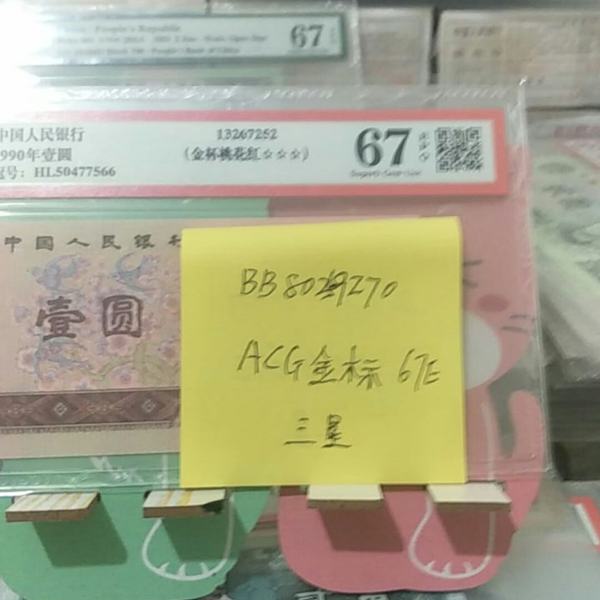 67
中国人民银行
13267252
990年壹圆
(金杯桃花红☆☆☆)
67
冠号: HL50477566
中国人民银行
壹圆
BB8029270
ACG金标 67E
三星